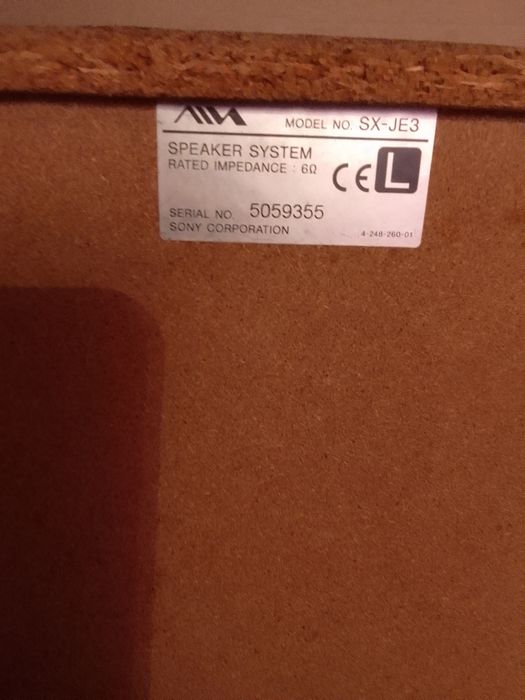 AIWA
MODEL NO. SX-JE3
SPEAKER SYSTEM
RATED IMPEDANCE : 6Ω
CE L
SERIAL NO. 5059355
SONY CORPORATION
4-248-260-01